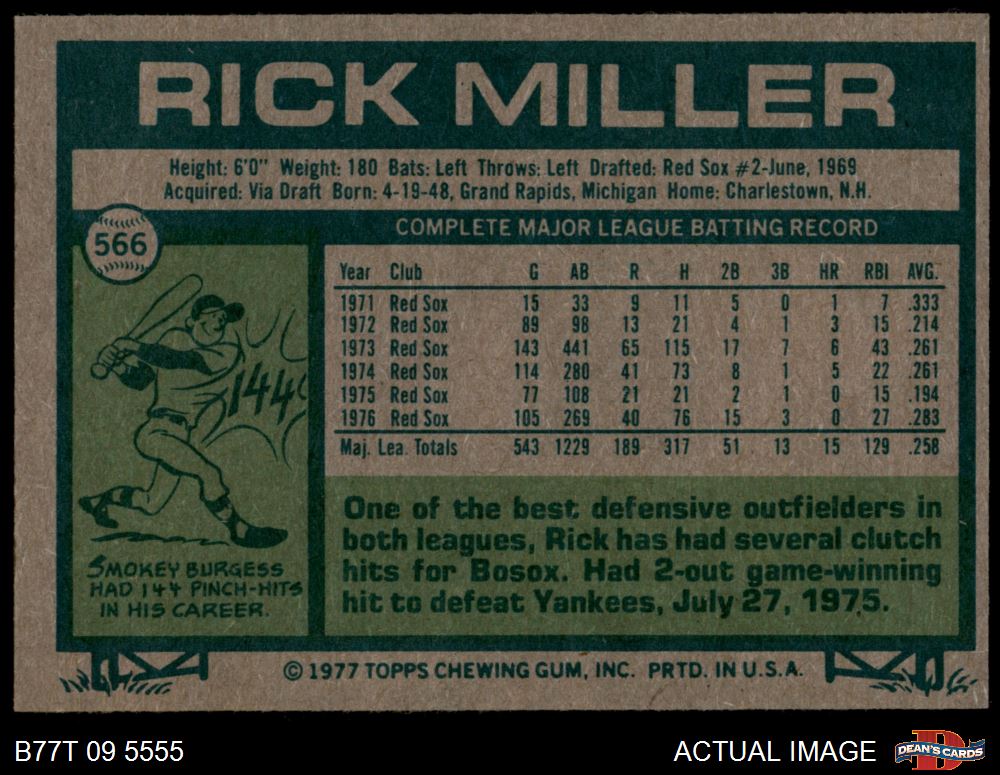 RICK MILLER
Height: 6'0" Weight: 180 Bats: Left Throws: Left Drafted: Red Sox #2-June, 1969
Acquired: Via Draft Born: 4-19-48, Grand Rapids, Michigan Home: Charlestown, N.H.
566
COMPLETE MAJOR LEAGUE BATTING RECORD
Year Club G AB R H 2B 3B HR RBI AVG.
1971 Red Sox 15 33 9 11 5 0 1 7 .333
1972 Red Sox 89 98 13 21 4 1 3 15 .214
1973 Red Sox 143 441 65 115 17 7 6 43 .261
1974 Red Sox 114 280 41 73 8 1 5 22 .261
1975 Red Sox 77 108 21 21 2 1 0 15 .194
1976 Red Sox 105 269 40 76 15 3 0 27 .283
Maj. Lea. Totals 543 1229 189 317 51 13 15 129 .258
144
SMOKEY BURGESS
HAD 144 PINCH-HITS
IN HIS CAREER.
One of the best defensive outfielders in
both leagues, Rick has had several clutch
hits for Bosox. Had 2-out game-winning
hit to defeat Yankees, July 27, 1975.
© 1977 TOPPS CHEWING GUM, INC. PRTD. IN U.S.A.
B77T 09 5555
ACTUAL IMAGE
D
DEAN'S CARDS